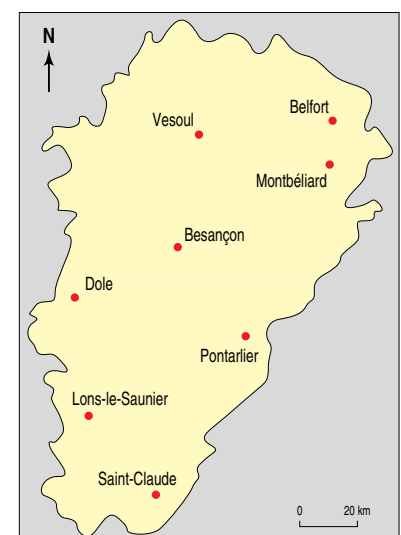 N
Belfort
Vesoul
Montbéliard
Besançon
Dole
Pontarlier
Lons-le-Saunier
Saint-Claude
0 20 km